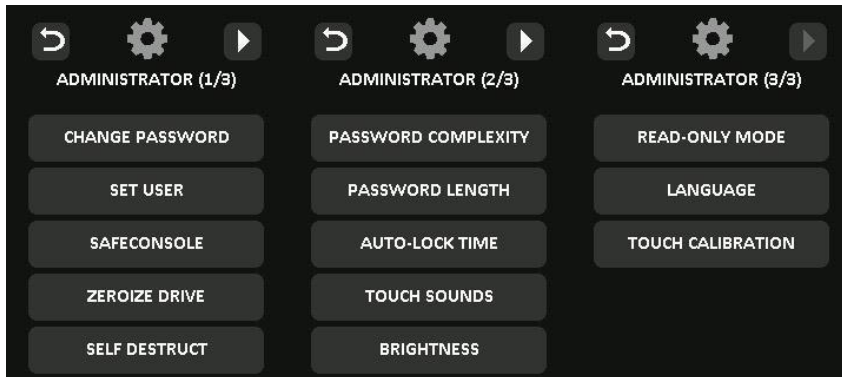 ADMINISTRATOR (1/3)
CHANGE PASSWORD
SET USER
SAFECONSOLE
ZEROIZE DRIVE
SELF DESTRUCT
ADMINISTRATOR (2/3)
PASSWORD COMPLEXITY
PASSWORD LENGTH
AUTO-LOCK TIME
TOUCH SOUNDS
BRIGHTNESS
ADMINISTRATOR (3/3)
READ-ONLY MODE
LANGUAGE
TOUCH CALIBRATION